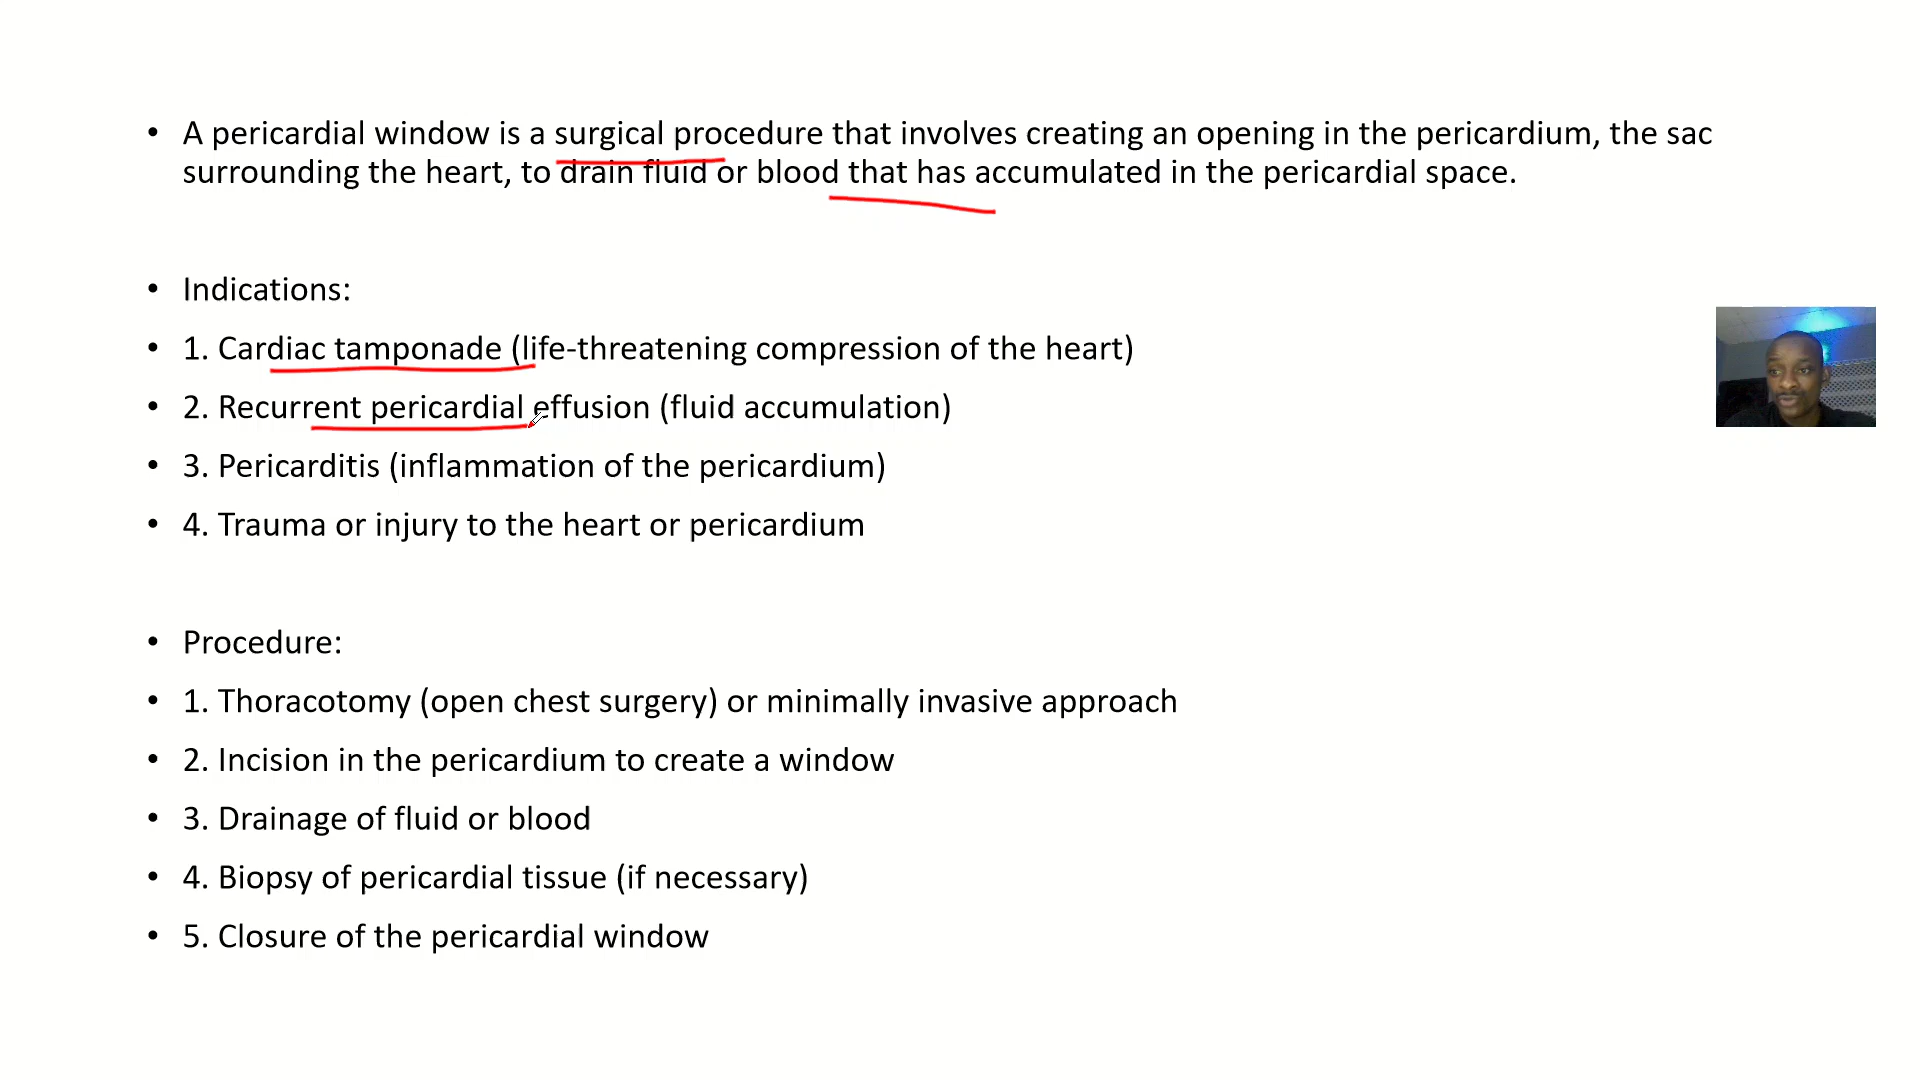 • A pericardial window is a surgical procedure that involves creating an opening in the pericardium, the sac
surrounding the heart, to drain fluid or blood that has accumulated in the pericardial space.
• Indications:
• 1. Cardiac tamponade (life-threatening compression of the heart)
• 2. Recurrent pericardial effusion (fluid accumulation)
• 3. Pericarditis (inflammation of the pericardium)
• 4. Trauma or injury to the heart or pericardium
• Procedure:
• 1. Thoracotomy (open chest surgery) or minimally invasive approach
• 2. Incision in the pericardium to create a window
• 3. Drainage of fluid or blood
• 4. Biopsy of pericardial tissue (if necessary)
• 5. Closure of the pericardial window